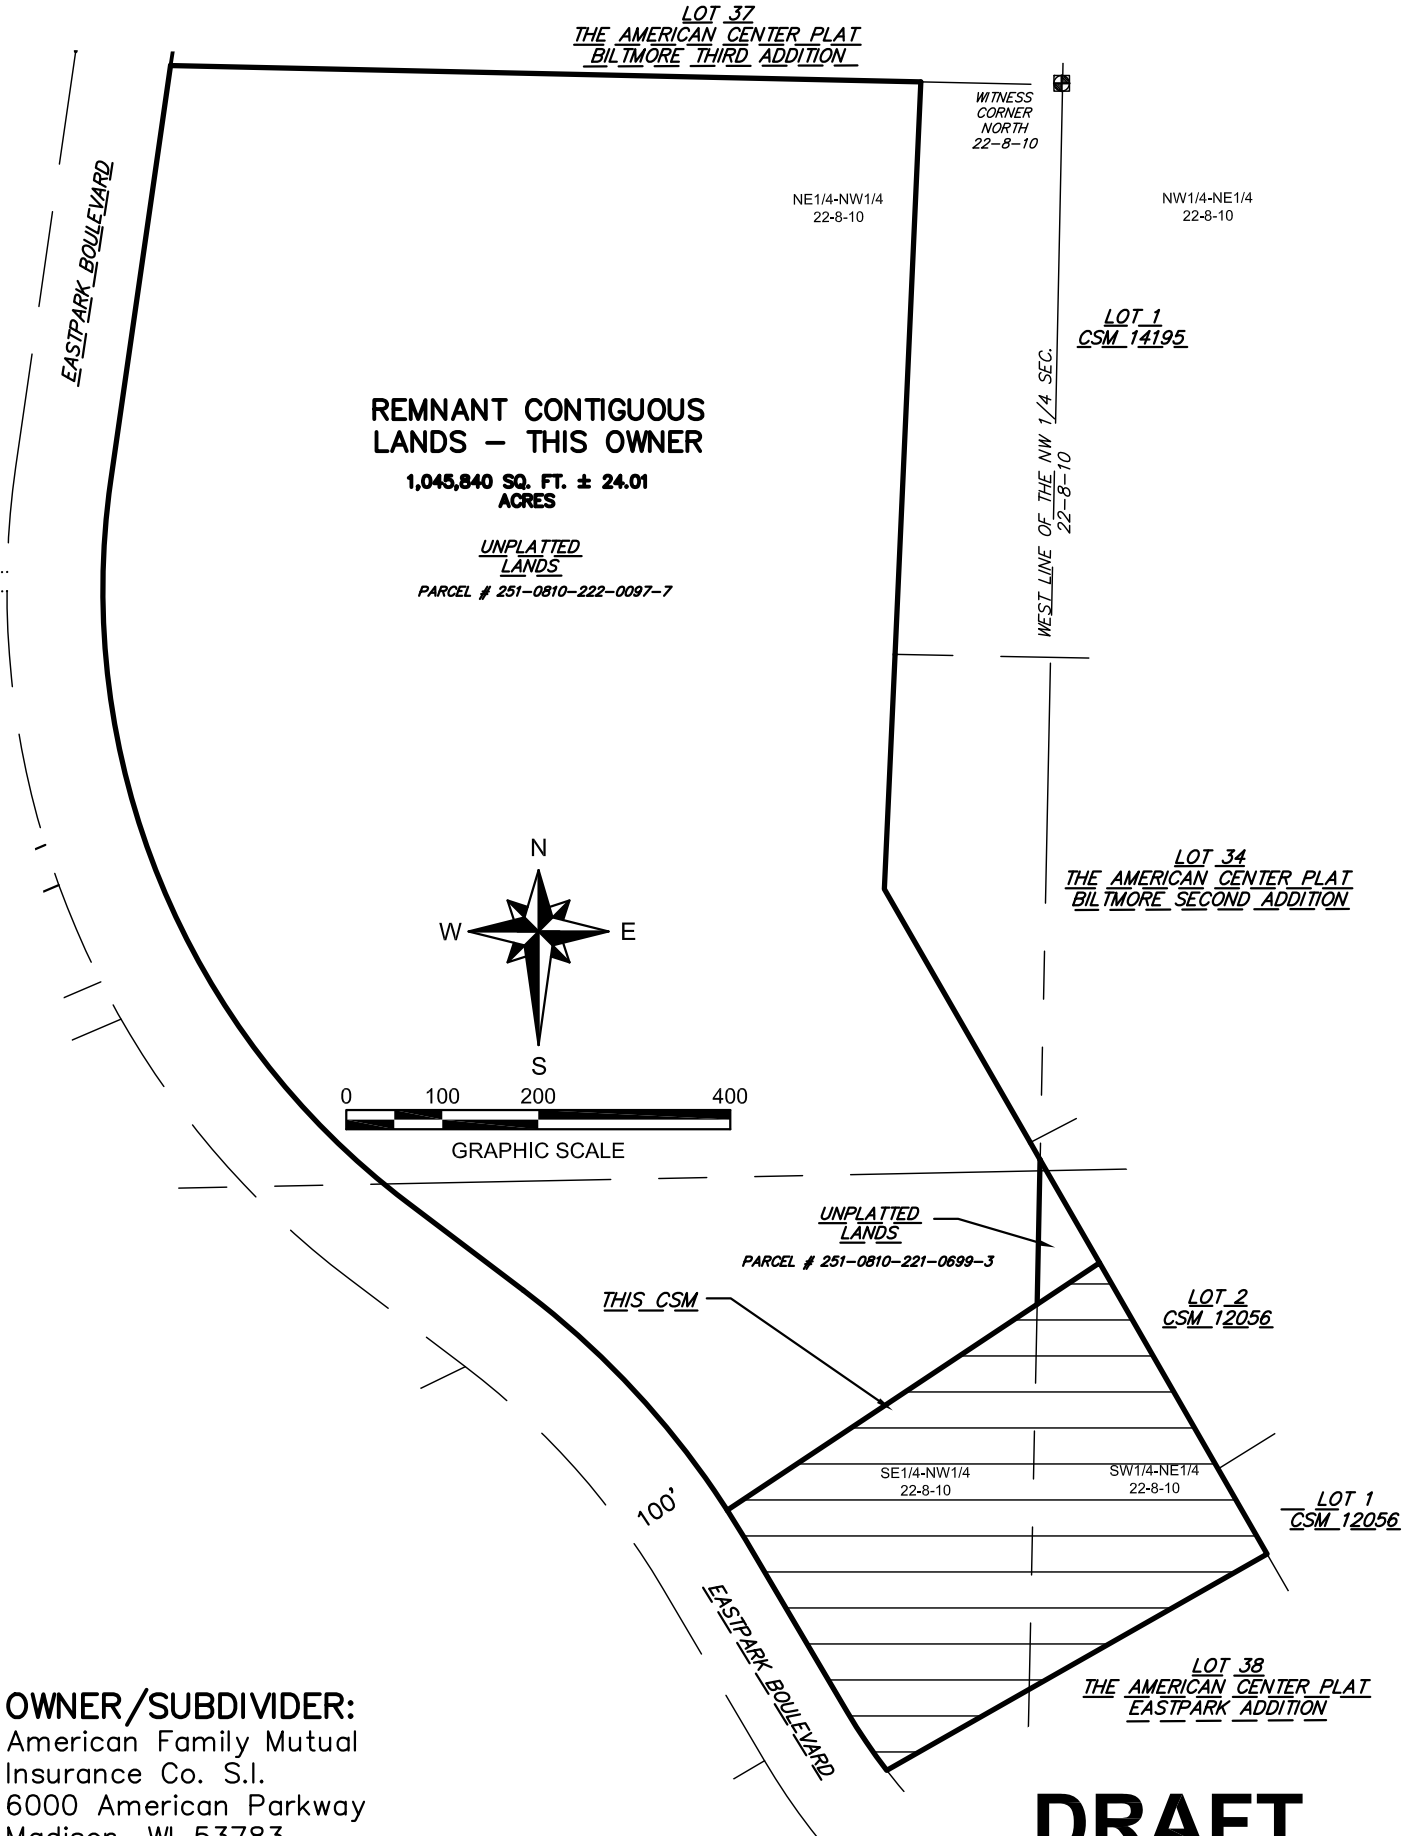 LOT 37
THE AMERICAN CENTER PLAT
BILTMORE THIRD ADDITION
WITNESS
CORNER
NORTH
22-8-10
NE1/4-NW1/4
22-8-10
NW1/4-NE1/4
22-8-10
EASTPARK BOULEVARD
LOT 1
CSM 14195
WEST LINE OF THE NW 1/4 SEC.
22-8-10
REMNANT CONTIGUOUS
LANDS - THIS OWNER
1,045,840 SQ. FT. ± 24.01
ACRES
UNPLATTED
LANDS
PARCEL # 251-0810-222-0097-7
LOT 34
THE AMERICAN CENTER PLAT
BILTMORE SECOND ADDITION
N
W E
S
0 100 200 400
GRAPHIC SCALE
UNPLATTED
LANDS
PARCEL # 251-0810-221-0699-3
THIS CSM
LOT 2
CSM 12056
SE1/4-NW1/4
22-8-10
SW1/4-NE1/4
22-8-10
100'
LOT 1
CSM 12056
EASTPARK BOULEVARD
LOT 38
THE AMERICAN CENTER PLAT
EASTPARK ADDITION
OWNER/SUBDIVIDER:
American Family Mutual
Insurance Co. S.I.
6000 American Parkway
Madison, WI 53783
DRAFT